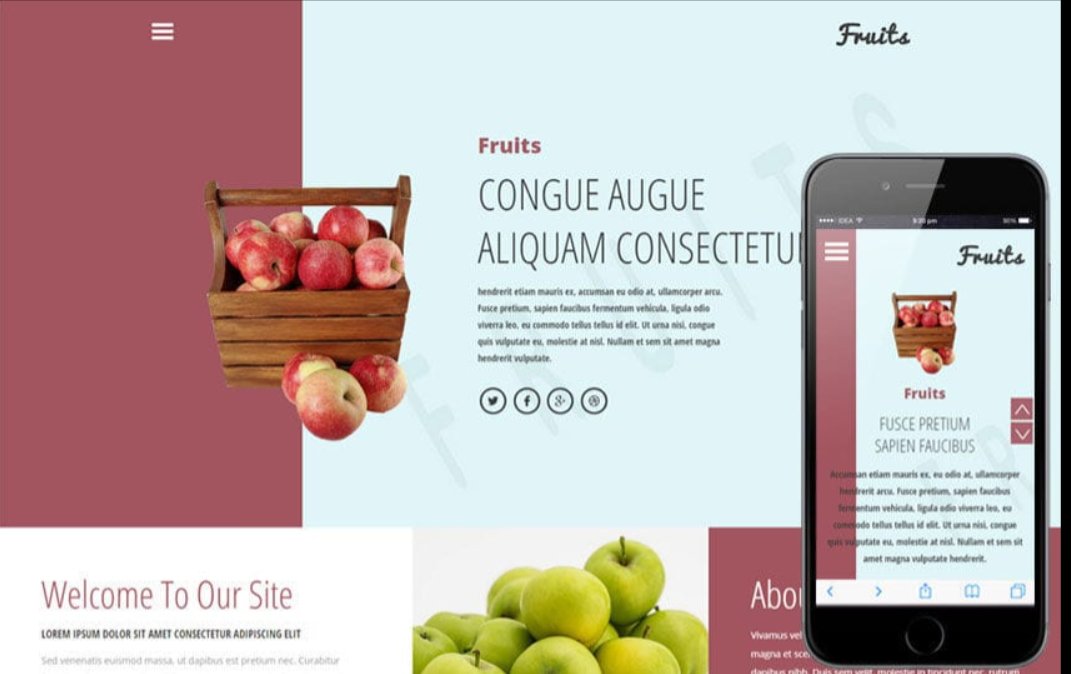 Fruits
FRUITS
Fruits
CONGUE AUGUE
ALIQUAM CONSECTETU
hendrerit etiam mauris ex, accumsan eu odio at, ullamcorper arcu.
Fusce pretium, sapien faucibus fermentum vehicula, ligula odio
viverra leo, eu commodo tellus tellus id elit. Ut urna nisi, congue
quis vulputate eu, molestie at nisl. Nullam et sem sit amet magna
hendrerit vulputate.
Welcome To Our Site
LOREM IPSUM DOLOR SIT AMET CONSECTETUR ADIPISCING ELIT
Sed venenatis euismod massa, ut dapibus est pretium nec. Curabitur
Abou
Vivamus vel
magna et sce
dapibus nibh. Duis sem velit, molestie in tincidunt nec, rutrum
IDEA 9:20 pm 90%
Fruits
Fruits
FUSCE PRETIUM
SAPIEN FAUCIBUS
Accumsan etiam mauris ex, eu odio at, ullamcorper
hendrerit arcu. Fusce pretium, sapien faucibus
fermentum vehicula, ligula odio viverra leo, eu
commodo tellus tellus id elit. Ut urna nisi, congue
quis vulputate eu, molestie at nisl. Nullam et sem sit
amet magna vulputate hendrerit.